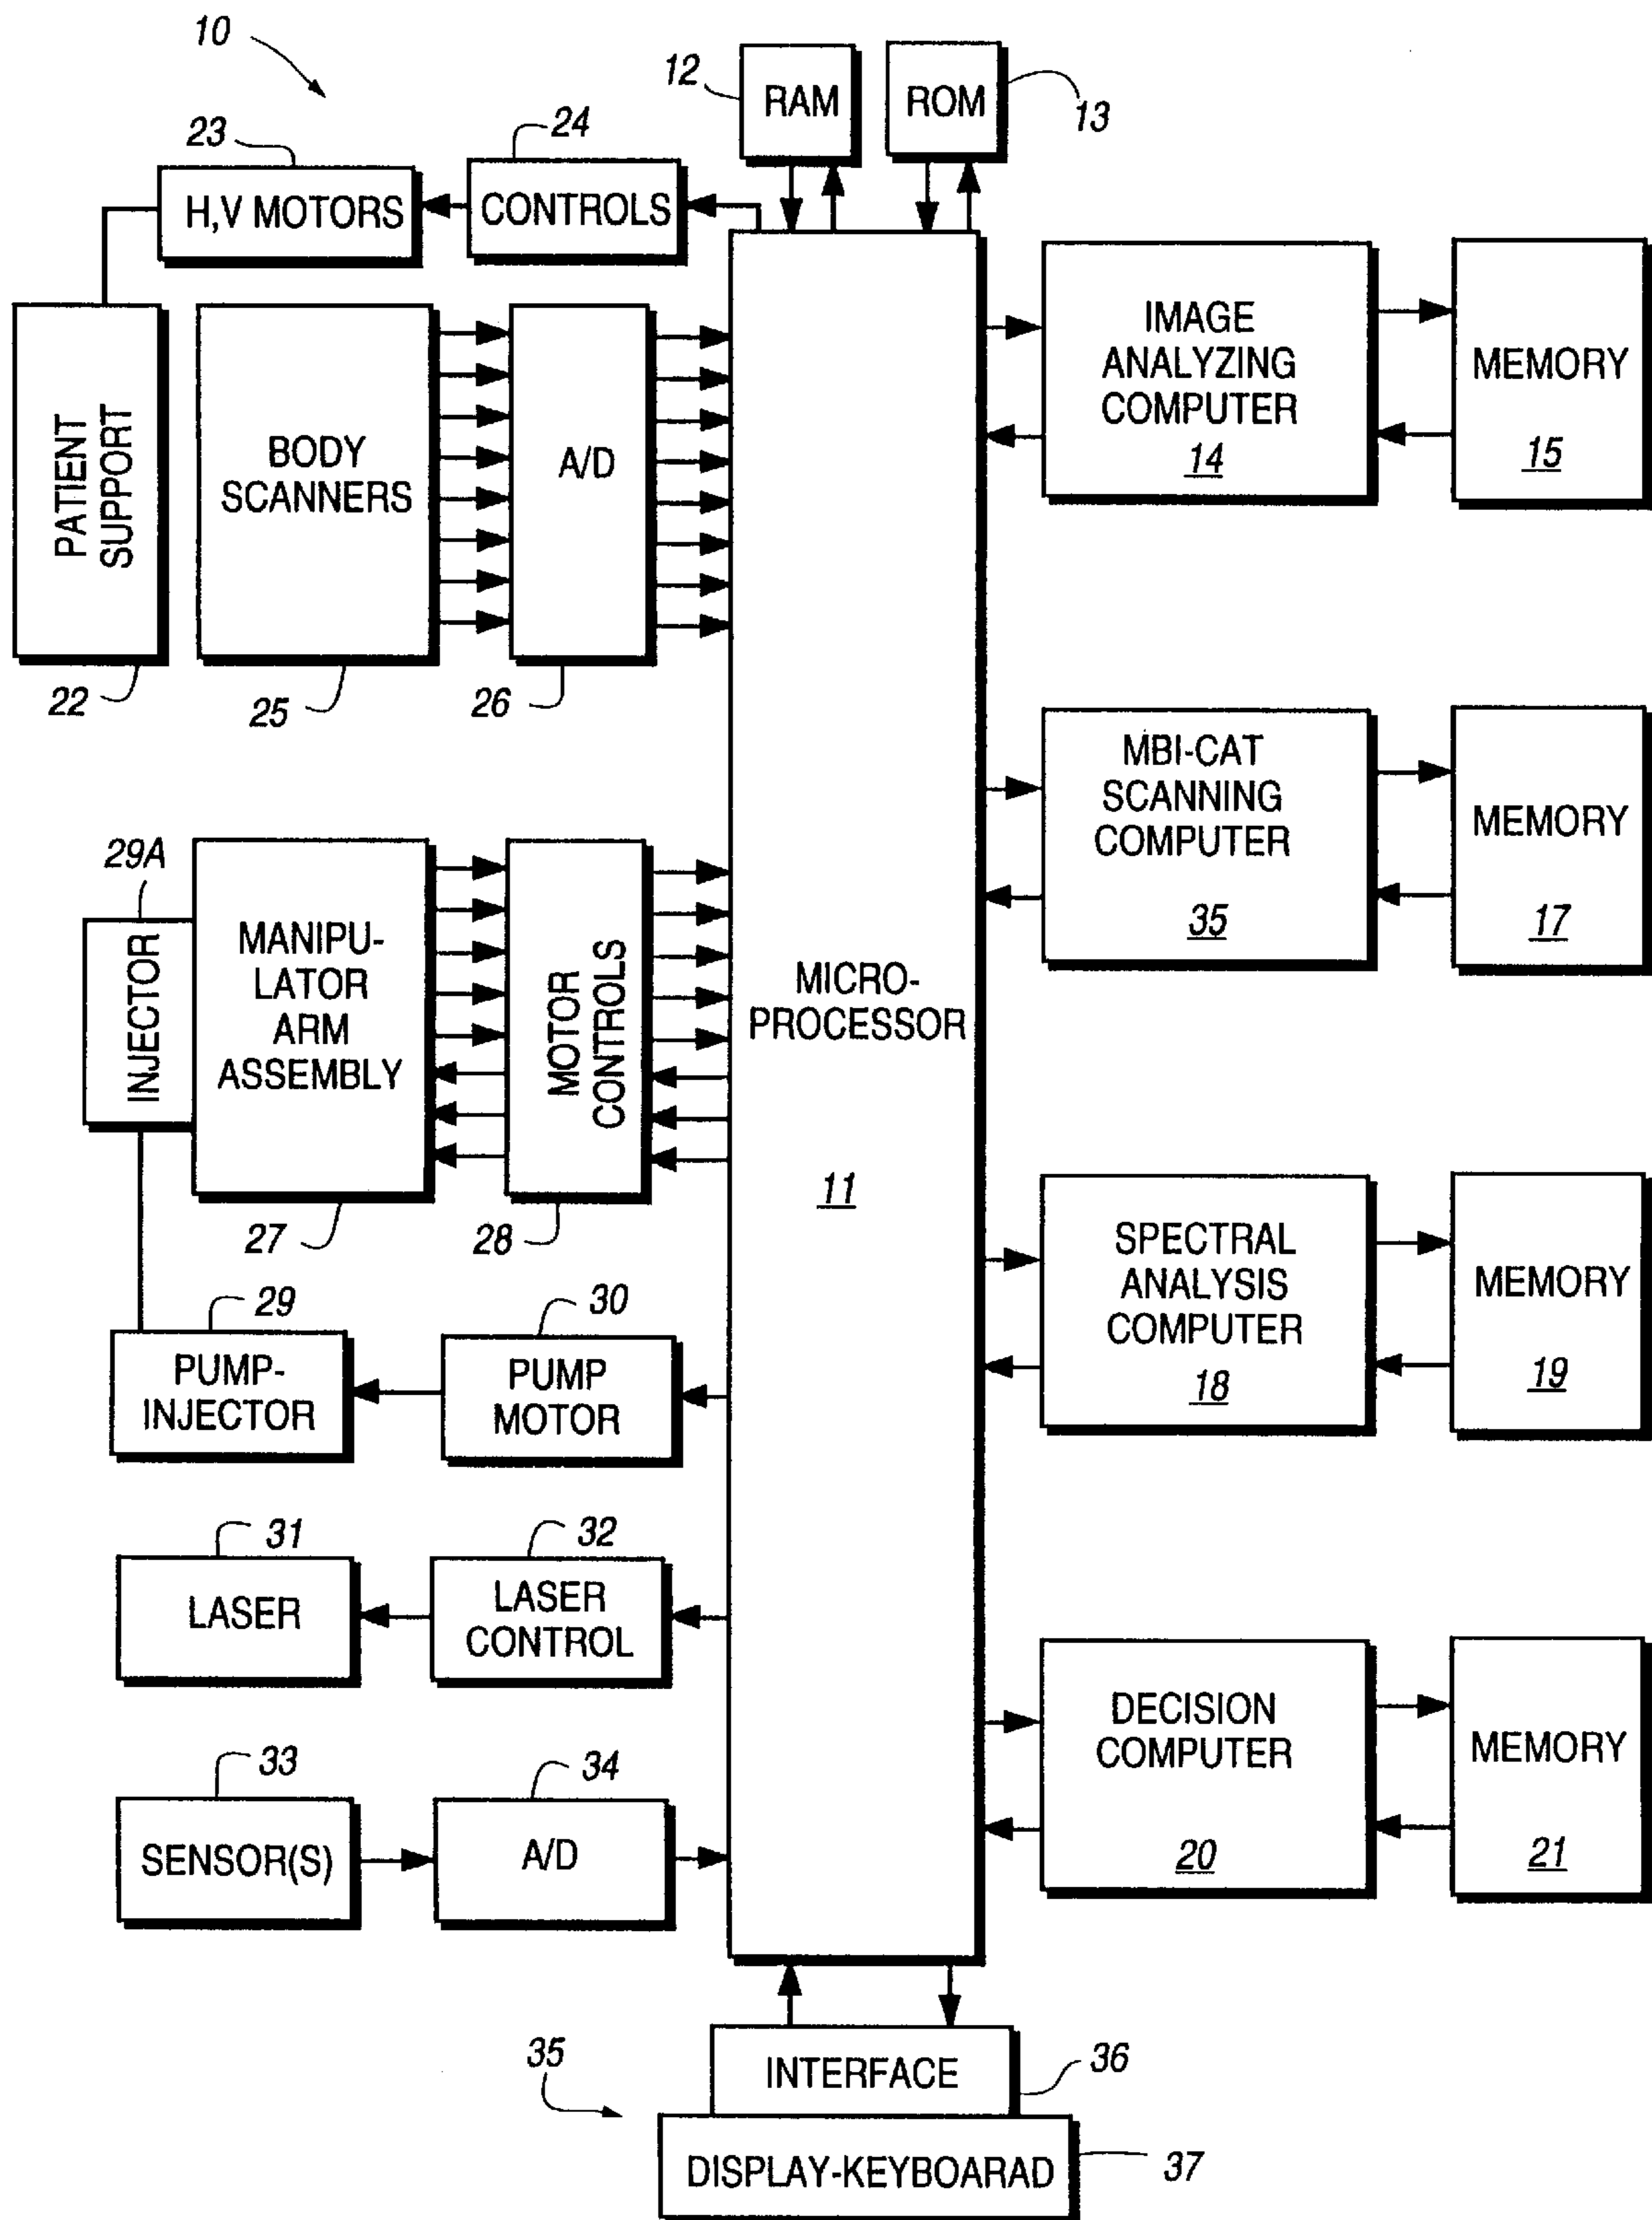 10
12
RAM
ROM
13
23
24
H,V MOTORS
CONTROLS
PATIENT
SUPPORT
22
BODY
SCANNERS
25
A/D
26
IMAGE
ANALYZING
COMPUTER
14
MEMORY
15
MBI-CAT
SCANNING
COMPUTER
35
MEMORY
17
29A
INJECTOR
MANIPU-
LATOR
ARM
ASSEMBLY
27
MOTOR
CONTROLS
28
MICRO-
PROCESSOR
11
SPECTRAL
ANALYSIS
COMPUTER
18
MEMORY
19
29
PUMP-
INJECTOR
30
PUMP
MOTOR
31
LASER
32
LASER
CONTROL
DECISION
COMPUTER
20
MEMORY
21
33
SENSOR(S)
34
A/D
35
INTERFACE
36
DISPLAY-KEYBOARAD
37